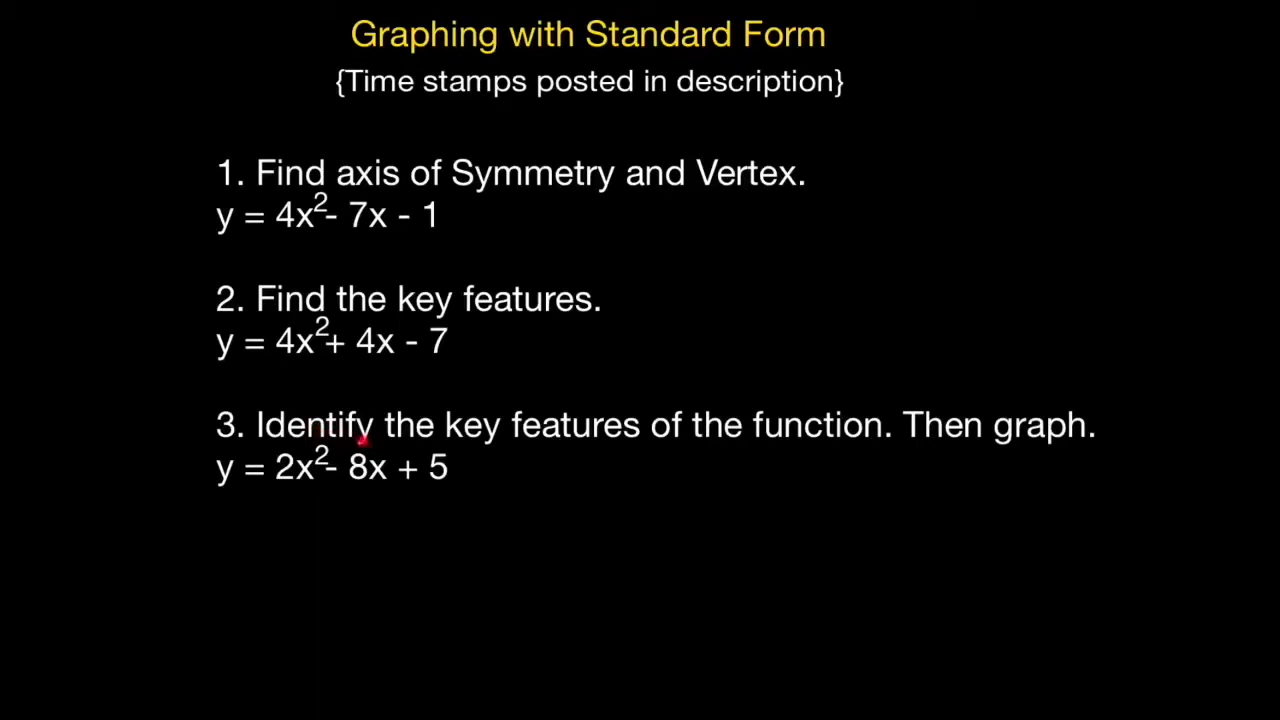 Graphing with Standard Form
{Time stamps posted in description}
1. Find axis of Symmetry and Vertex.
y = 4x²- 7x - 1
2. Find the key features.
y = 4x²+ 4x - 7
3. Identify the key features of the function. Then graph.
y = 2x²- 8x + 5